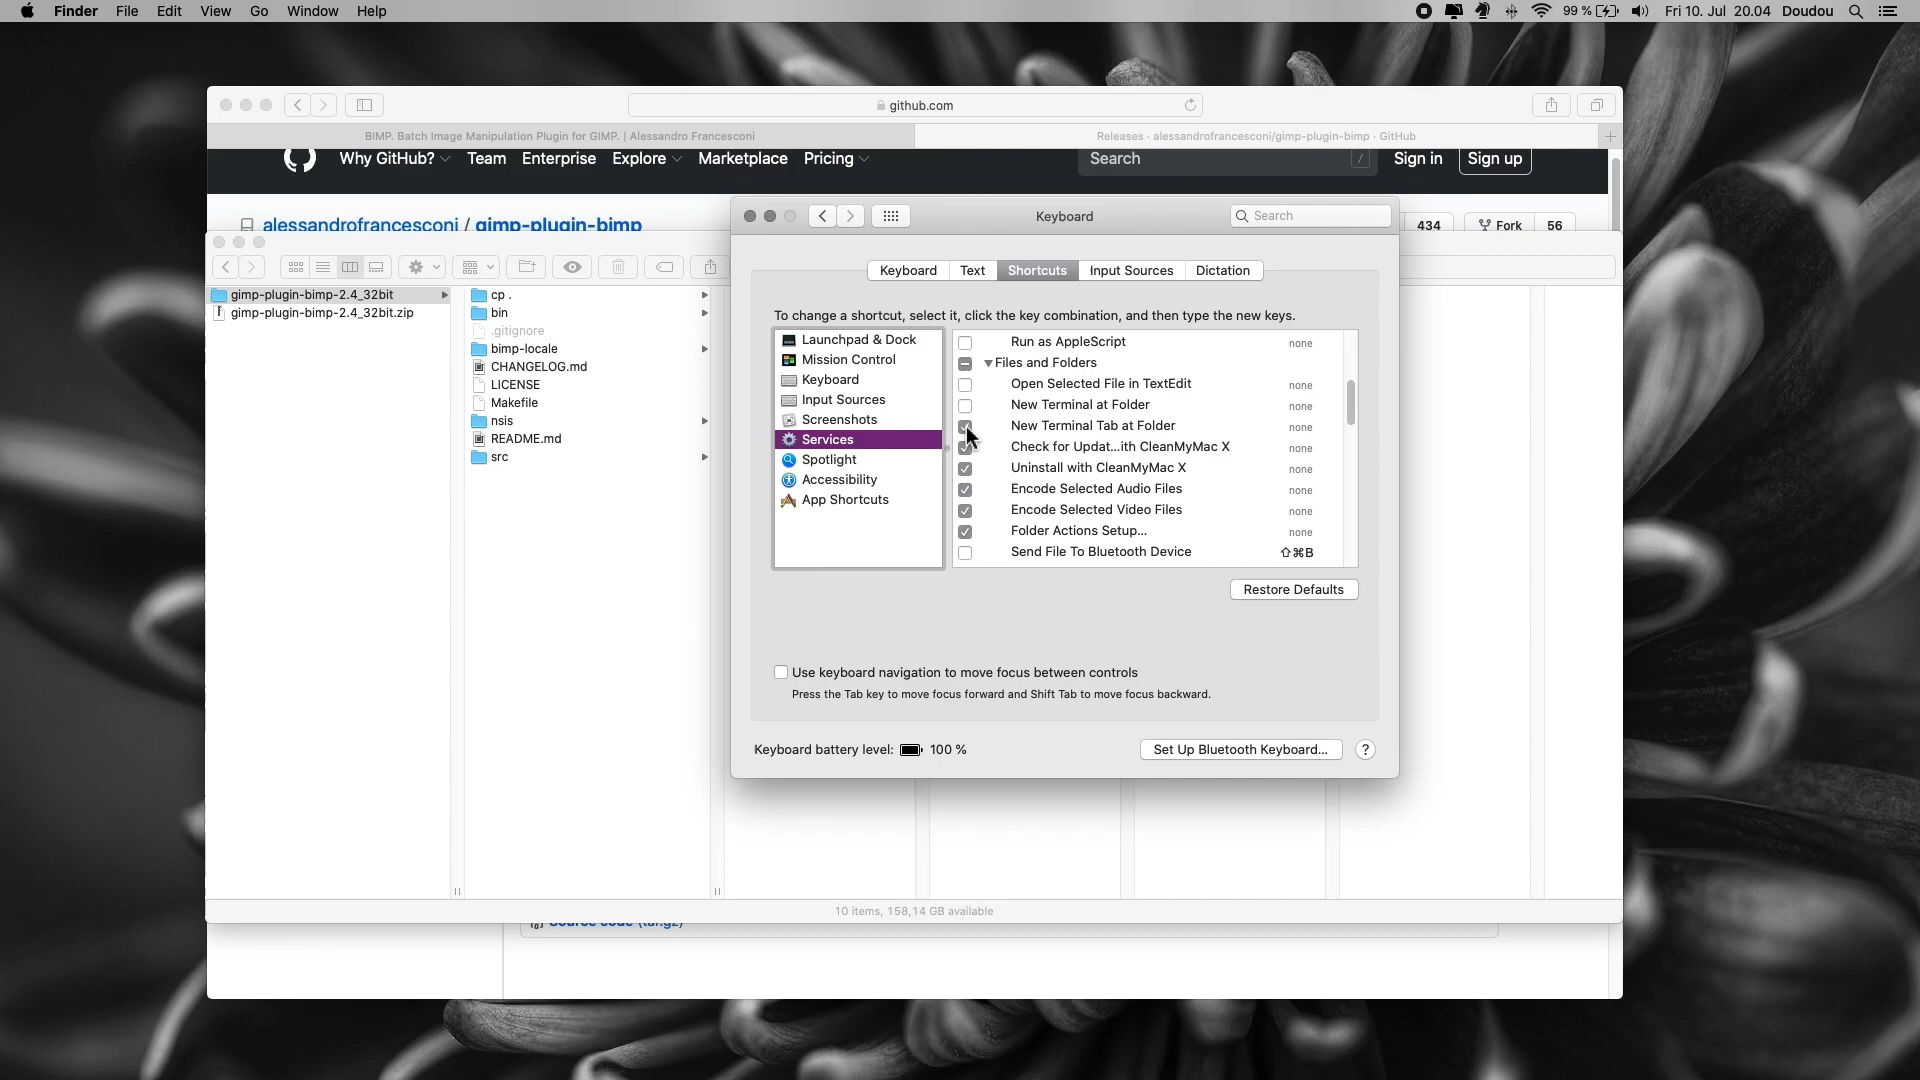 Finder File Edit View Go Window Help
99 % Fri 10. Jul 20.04 Doudou
github.com
BIMP. Batch Image Manipulation Plugin for GIMP. | Alessandro Francesconi
Releases · alessandrofrancesconi/gimp-plugin-bimp · GitHub
Why GitHub? Team Enterprise Explore Marketplace Pricing
Search / Sign in Sign up
alessandrofrancesconi / gimp-plugin-bimp
434 Fork 56
gimp-plugin-bimp-2.4_32bit
gimp-plugin-bimp-2.4_32bit.zip
cp .
bin
.gitignore
bimp-locale
CHANGELOG.md
LICENSE
Makefile
nsis
README.md
src
Keyboard
Search
Keyboard Text Shortcuts Input Sources Dictation
To change a shortcut, select it, click the key combination, and then type the new keys.
Launchpad & Dock
Mission Control
Keyboard
Input Sources
Screenshots
Services
Spotlight
Accessibility
App Shortcuts
Run as AppleScript none
Files and Folders
Open Selected File in TextEdit none
New Terminal at Folder none
New Terminal Tab at Folder none
Check for Updat...ith CleanMyMac X none
Uninstall with CleanMyMac X none
Encode Selected Audio Files none
Encode Selected Video Files none
Folder Actions Setup... none
Send File To Bluetooth Device ⇧⌘B
Restore Defaults
Use keyboard navigation to move focus between controls
Press the Tab key to move focus forward and Shift Tab to move focus backward.
Keyboard battery level: 100 %
Set Up Bluetooth Keyboard... ?
10 items, 158,14 GB available
Source code (tar.gz)